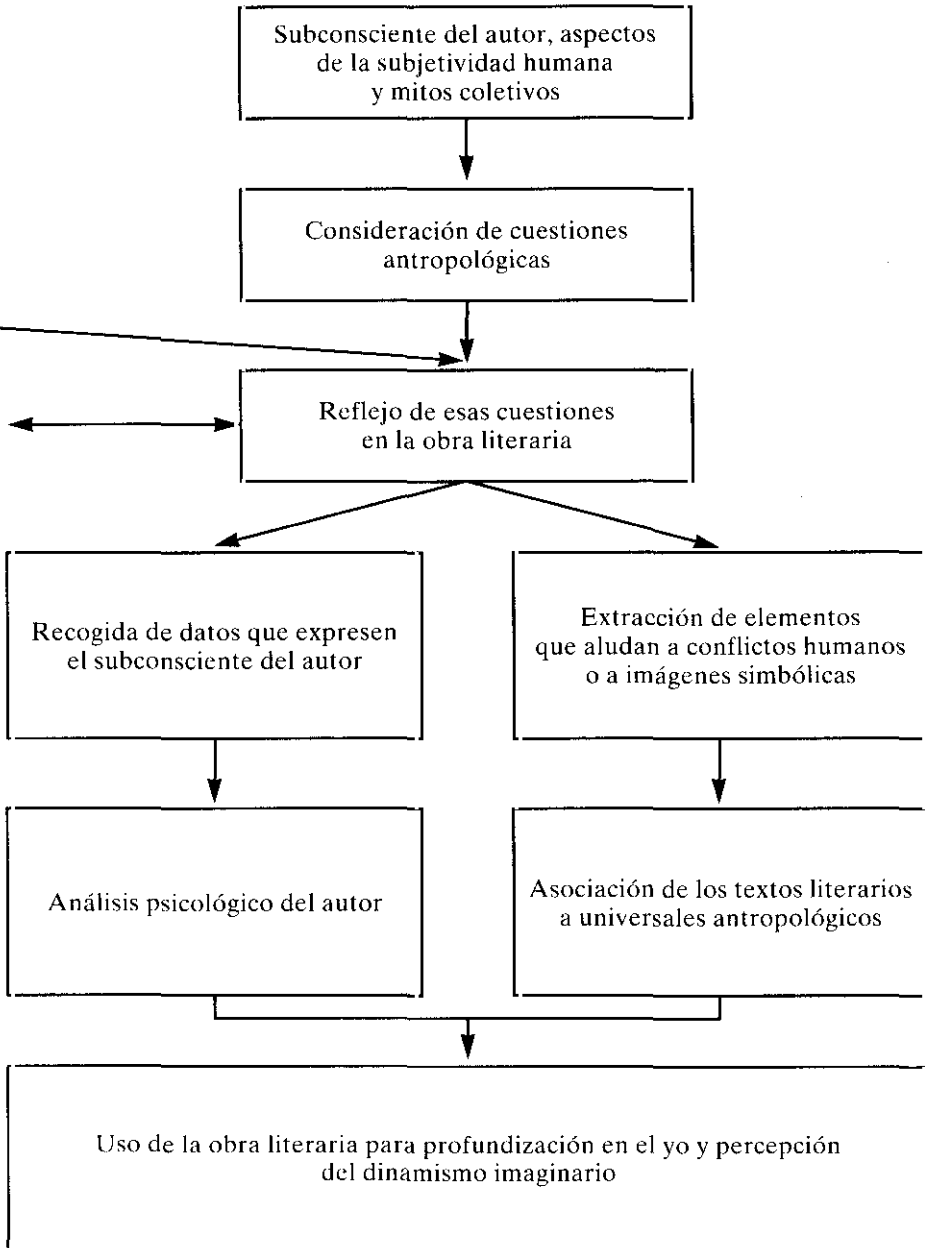 Subconsciente del autor, aspectos
de la subjetividad humana
y mitos coletivos
Consideración de cuestiones
antropológicas
Reflejo de esas cuestiones
en la obra literaria
Recogida de datos que expresen
el subconsciente del autor
Extracción de elementos
que aludan a conflictos humanos
o a imágenes simbólicas
Análisis psicológico del autor
Asociación de los textos literarios
a universales antropológicos
Uso de la obra literaria para profundización en el yo y percepción
del dinamismo imaginario